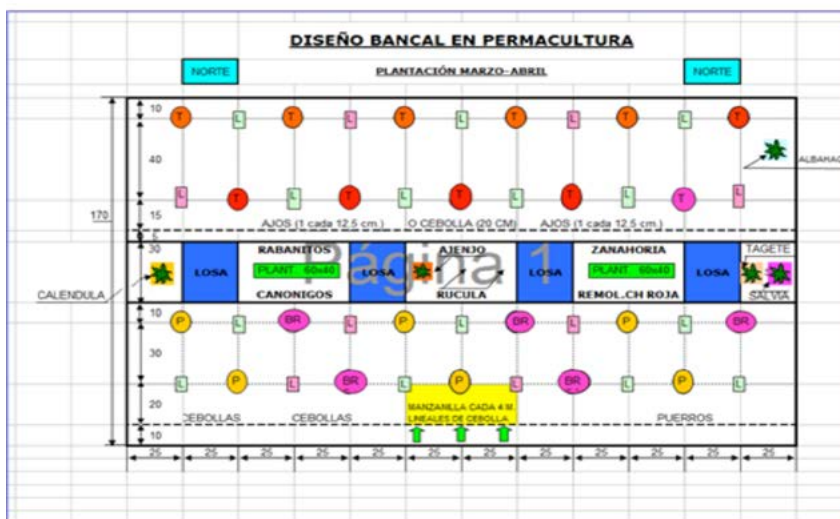 DISEÑO BANCAL EN PERMACULTURA
NORTE PLANTACIÓN MARZO-ABRIL NORTE
10
T L T L T L T L T L T
40
ALBAHAC
170
L T L T L T L T L T L
15
AJOS (1 cada 12,5 cm.) O CEBOLLA (20 CM) AJOS (1 cada 12,5 cm.)
5
30
RABANITOS AJENJO ZANAHORIA TAGETE
LOSA PLANT. 60x40 LOSA LOSA PLANT. 60x40 LOSA
Página 1
CALENDULA CANONIGOS RUCULA REMOL.CH ROJA SALVIA
10
P L BR L P L BR L P L BR
30
L P L BR L P L BR L P L
20
MANZANILLA CADA 4 M.
CEBOLLAS CEBOLLAS LINEALES DE CEBOLLA. PUERROS
10
25 25 25 25 25 25 25 25 25 25 25 25